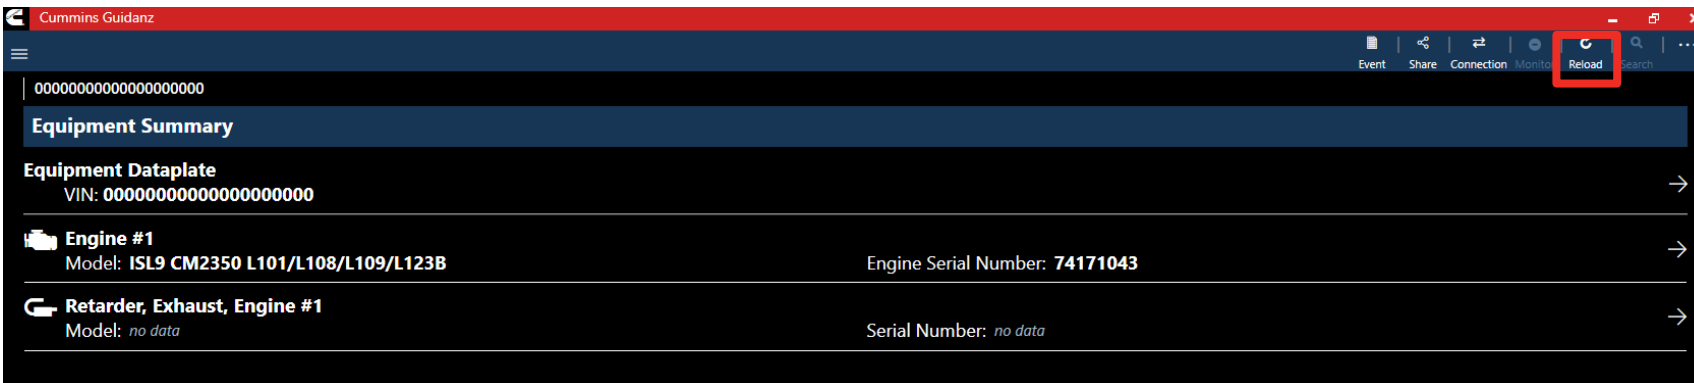 Cummins Guidanz
Event Share Connection Monitor Reload Search
00000000000000000000
Equipment Summary
Equipment Dataplate
VIN: 00000000000000000000
Engine #1
Model: ISL9 CM2350 L101/L108/L109/L123B Engine Serial Number: 74171043
Retarder, Exhaust, Engine #1
Model: no data Serial Number: no data